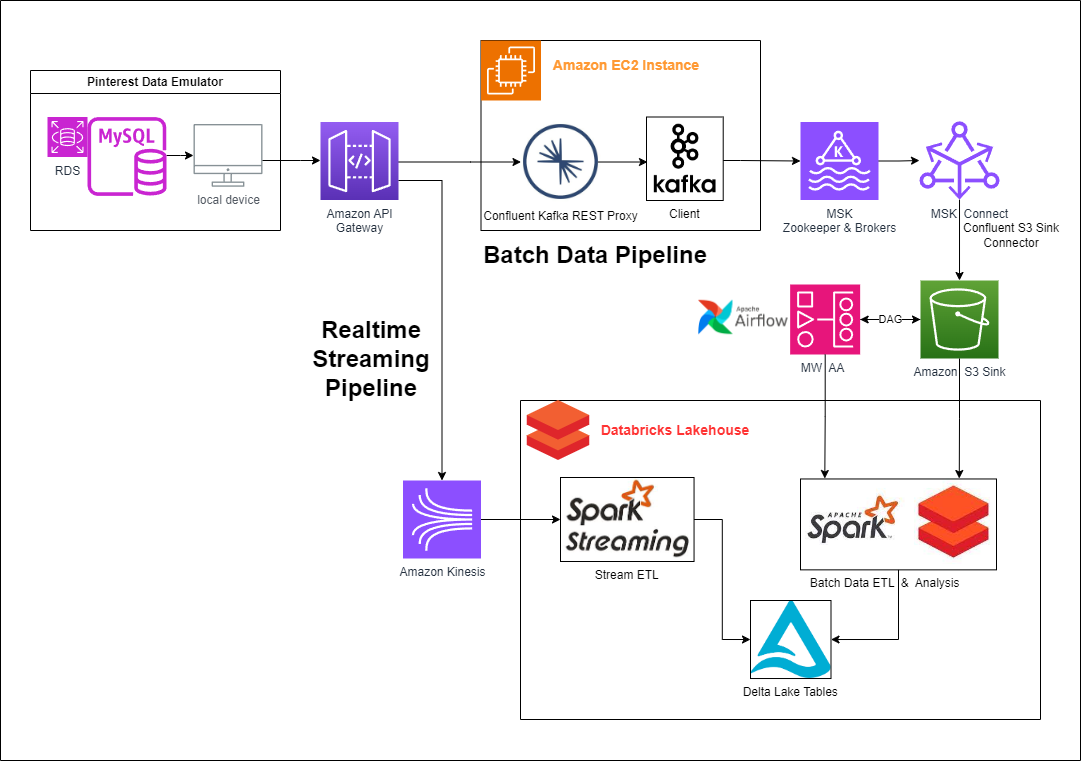 Pinterest Data Emulator
MySQL
RDS
local device
Amazon API
Gateway
Amazon EC2 Instance
Confluent Kafka REST Proxy
kafka
Client
Batch Data Pipeline
K
MSK
Zookeeper & Brokers
MSK Connect
Confluent S3 Sink
Connector
Realtime
Streaming
Pipeline
Apache
Airflow
DAG
MW AA
Amazon S3 Sink
Databricks Lakehouse
Amazon Kinesis
Spark
Streaming
Stream ETL
APACHE
Spark™
Batch Data ETL & Analysis
Delta Lake Tables